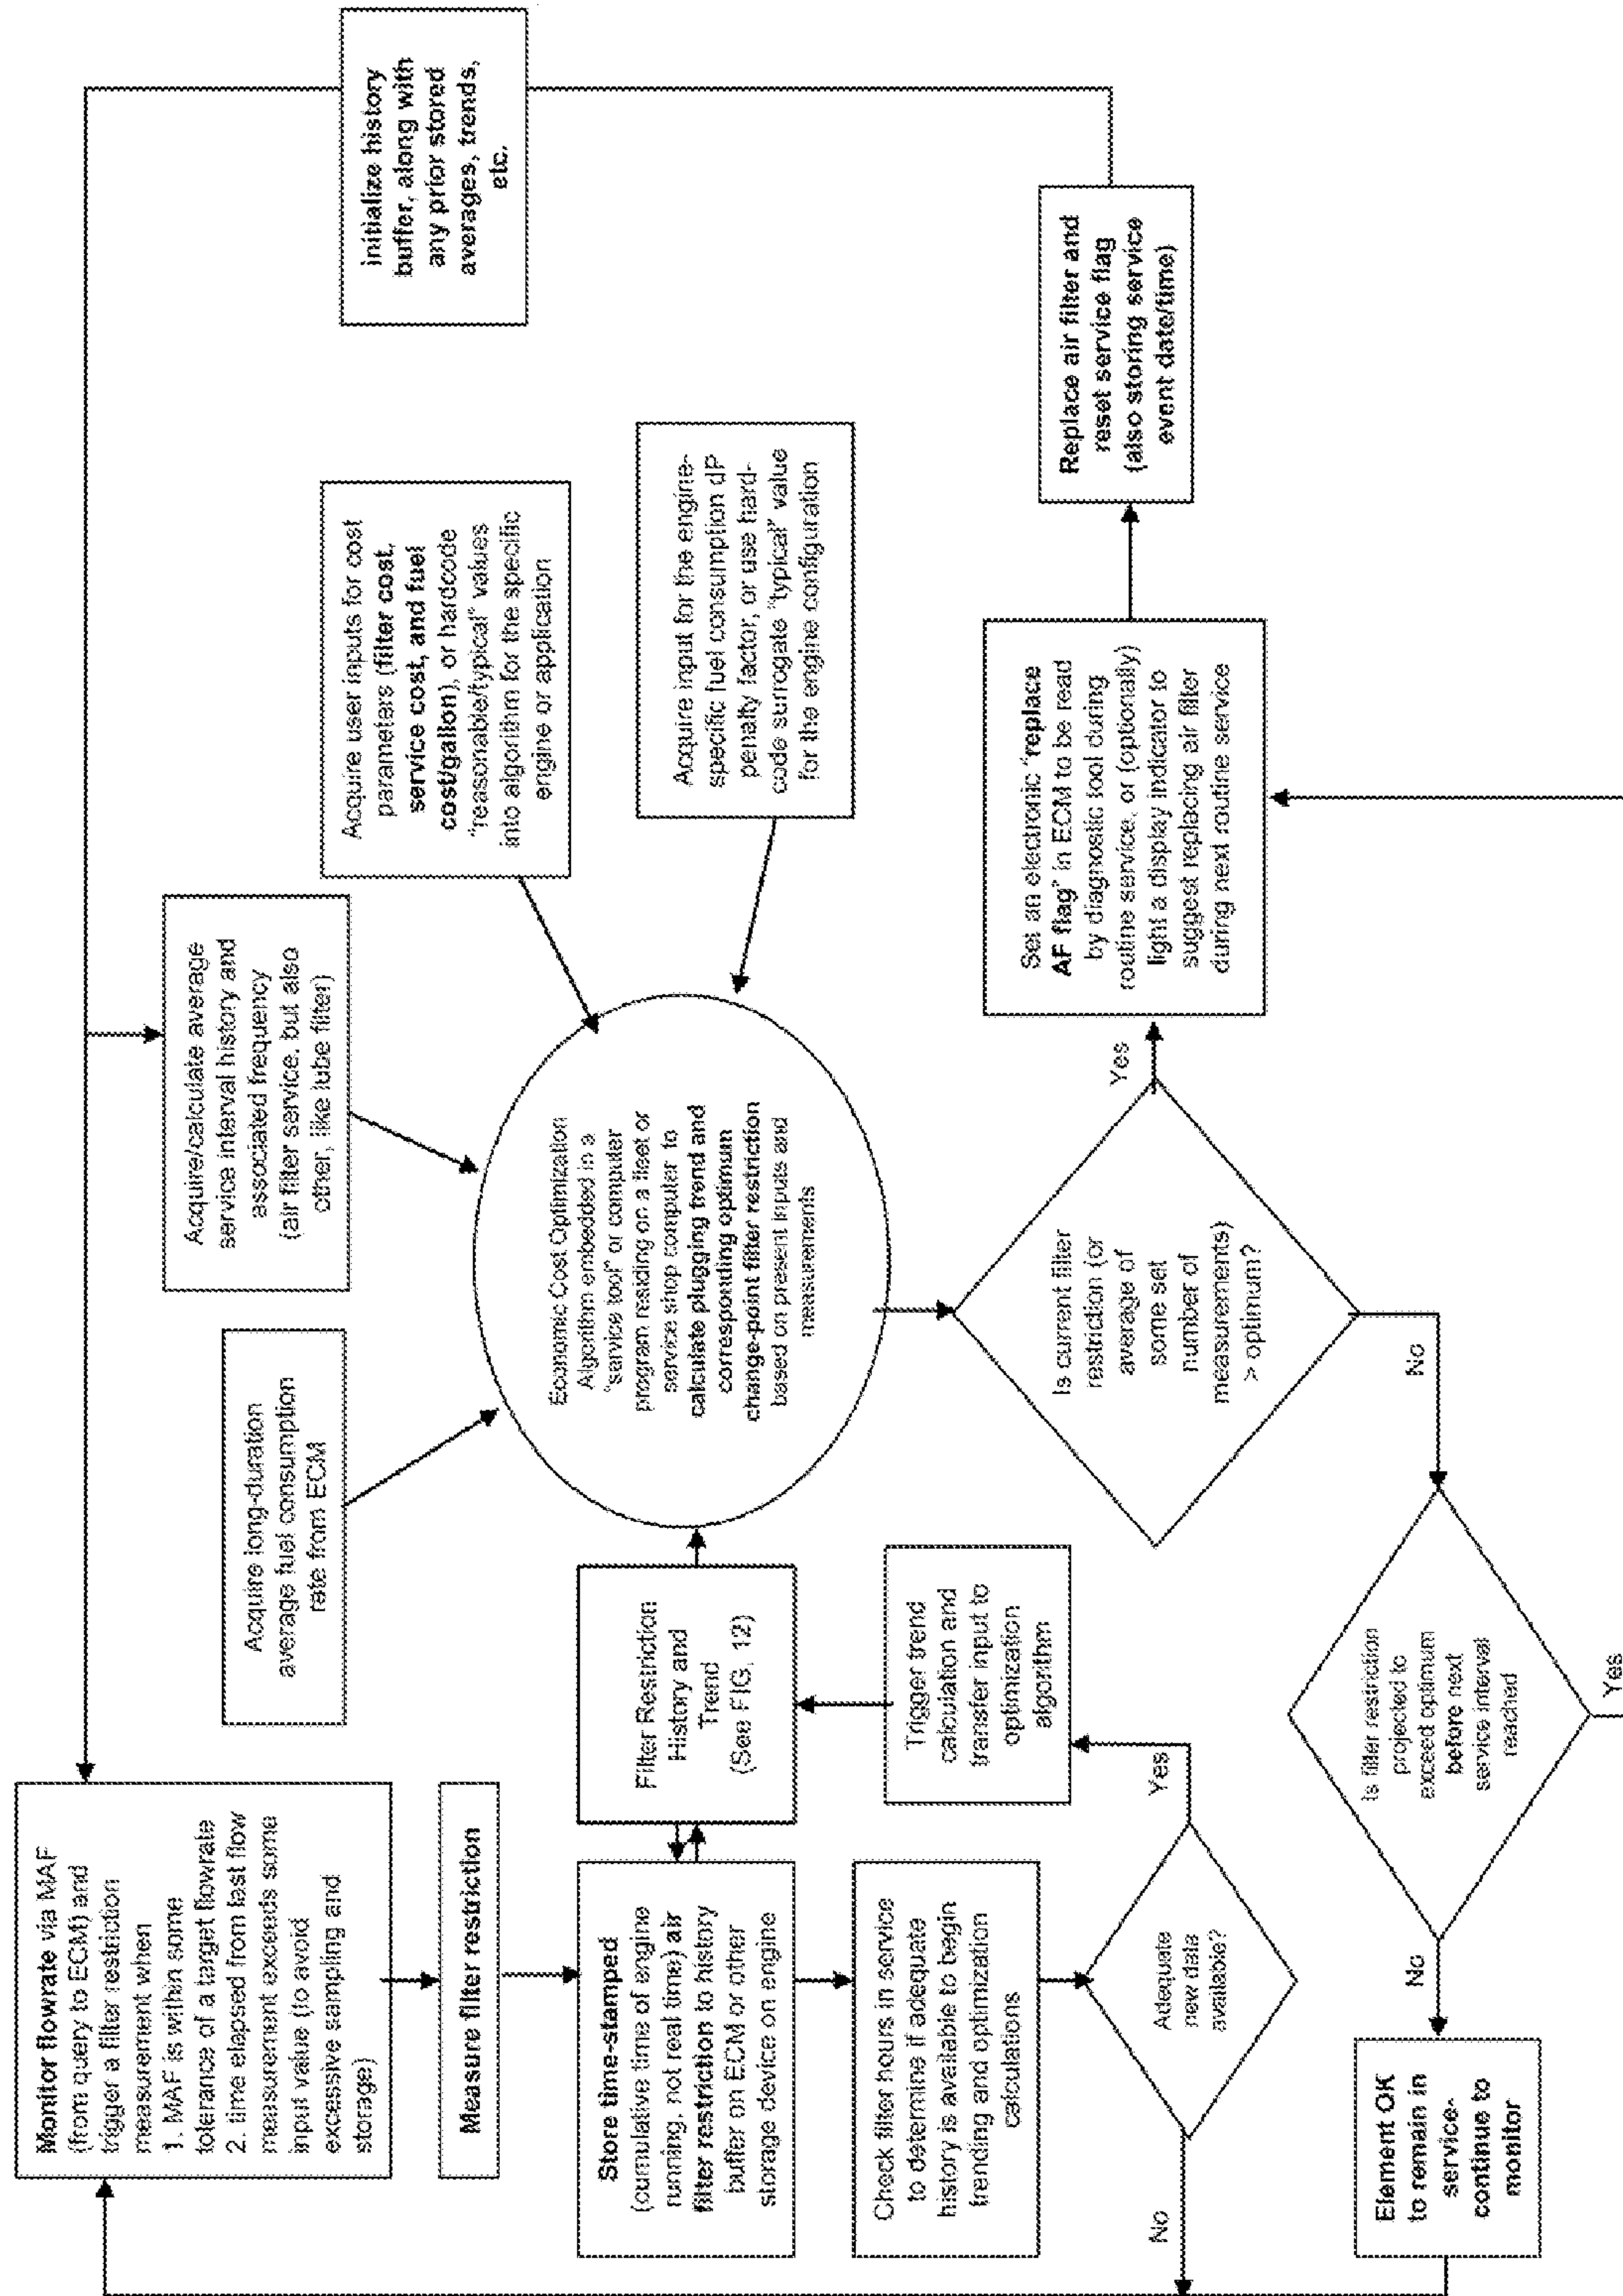 Monitor flowrate via MAF
(from query to ECM) and
trigger a filter restriction
measurement when
1. MAF is within some
tolerance of a target flowrate
2. time elapsed from last flow
measurement exceeds some
input value (to avoid
excessive sampling and
storage)
Measure filter restriction
Store time-stamped
(cumulative time of engine
running, not real time) air
filter restriction to history
buffer on ECM or other
storage device on engine
Check filter hours in service
to determine if adequate
history is available to begin
trending and optimization
calculations
Adequate
new data
available?
No
Yes
Trigger trend
calculation and
transfer input to
optimization
algorithm
Filter Restriction
History and
Trend
(See FIG. 12)
Acquire long-duration
average fuel consumption
rate from ECM
Acquire/calculate average
service interval history and
associated frequency
(air filter service, but also
other, like lube filter)
Acquire user inputs for cost
parameters (filter cost,
service cost, and fuel
cost/gallon), or hardcode
"reasonable/typical" values
into algorithm for the specific
engine or application
Acquire input for the engine-
specific fuel consumption dP
penalty factor, or use hard-
code surrogate "typical" value
for the engine configuration
Economic Cost Optimization
Algorithm embedded in a
"service tool" or computer
program residing on a fleet or
service shop computer to
calculate plugging trend and
corresponding optimum
change-point filter restriction
based on present inputs and
measurements
Is current filter
restriction (or
average of
some set
number of
measurements)
> optimum?
Yes
No
Set an electronic "replace
AF flag" in ECM to be read
by diagnostic tool during
routine service, or (optionally)
light a display indicator to
suggest replacing air filter
during next routine service
Replace air filter and
reset service flag
(also storing service
event date/time)
initialize history
buffer, along with
any prior stored
averages, trends,
etc.
Is filter restriction
projected to
exceed optimum
before next
service interval
reached
Yes
No
Element OK
to remain in
service-
continue to
monitor